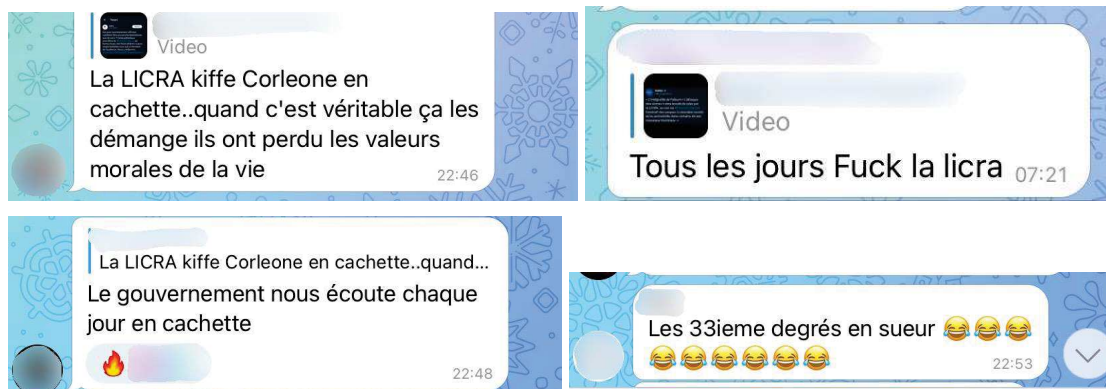 Video
La LICRA kiffe Corleone en
cachette..quand c'est véritable ça les
démange ils ont perdu les valeurs
morales de la vie
22:46
Video
Tous les jours Fuck la licra
07:21
La LICRA kiffe Corleone en cachette..quand...
Le gouvernement nous écoute chaque
jour en cachette
🔥
22:48
Les 33ieme degrés en sueur 😂😂😂
😂😂😂😂😂😂
22:53